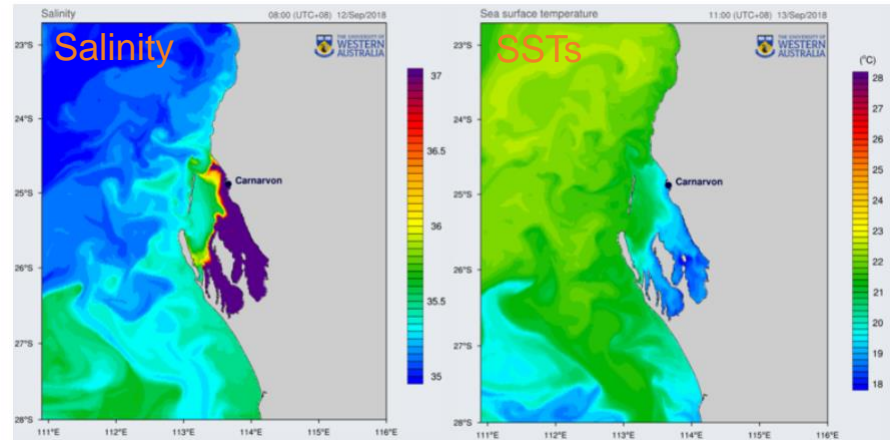 Salinity 08:00 (UTC+08) 12/Sep/2018
Salinity
THE UNIVERSITY OF
WESTERN
AUSTRALIA
23°S
24°S
25°S
26°S
27°S
28°S
Carnarvon
37
36.5
36
35.5
35
111°E 112°E 113°E 114°E 115°E 116°E
Sea surface temperature 11:00 (UTC+08) 13/Sep/2018
SSTs
THE UNIVERSITY OF
WESTERN
AUSTRALIA
(°C)
23°S
24°S
25°S
26°S
27°S
28°S
Carnarvon
28
27
26
25
24
23
22
21
20
19
18
111°E 112°E 113°E 114°E 115°E 116°E